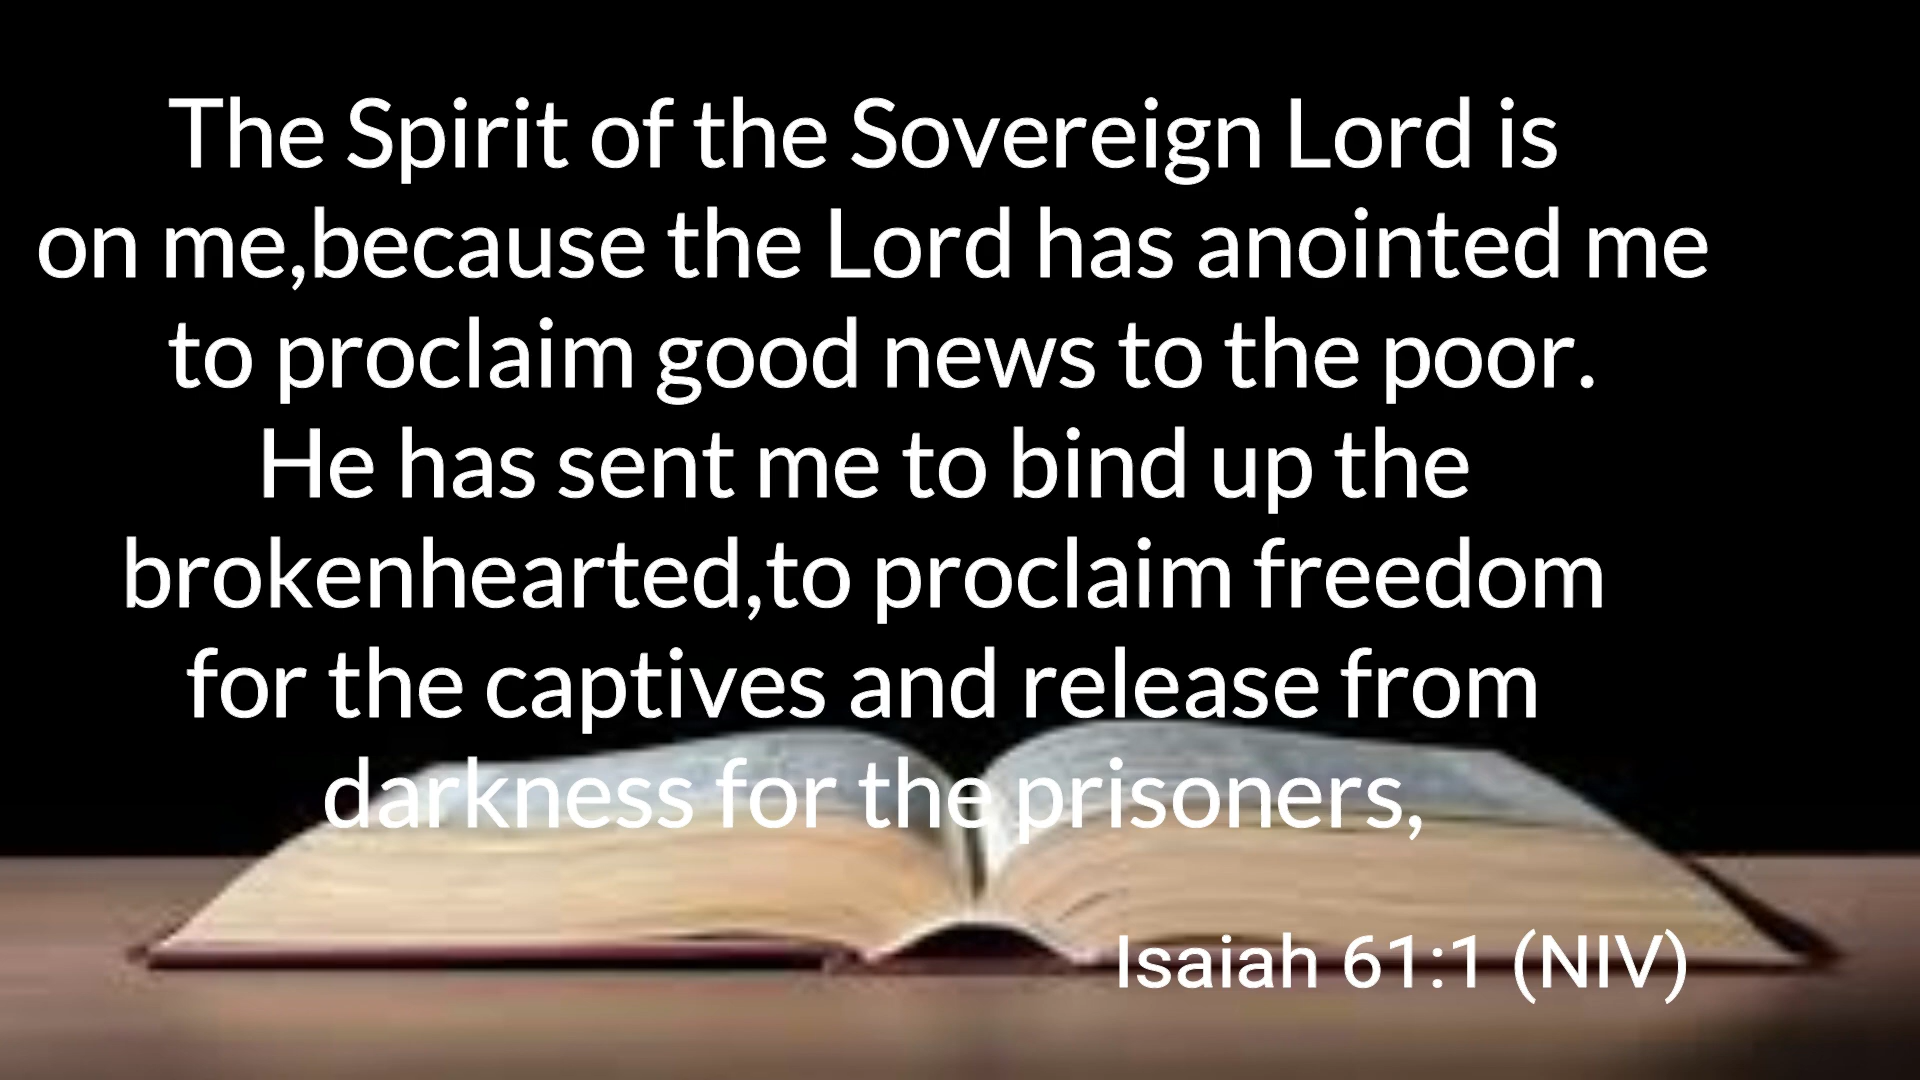 The Spirit of the Sovereign Lord is
on me,because the Lord has anointed me
to proclaim good news to the poor.
He has sent me to bind up the
brokenhearted,to proclaim freedom
for the captives and release from
darkness for the prisoners,
Isaiah 61:1 (NIV)